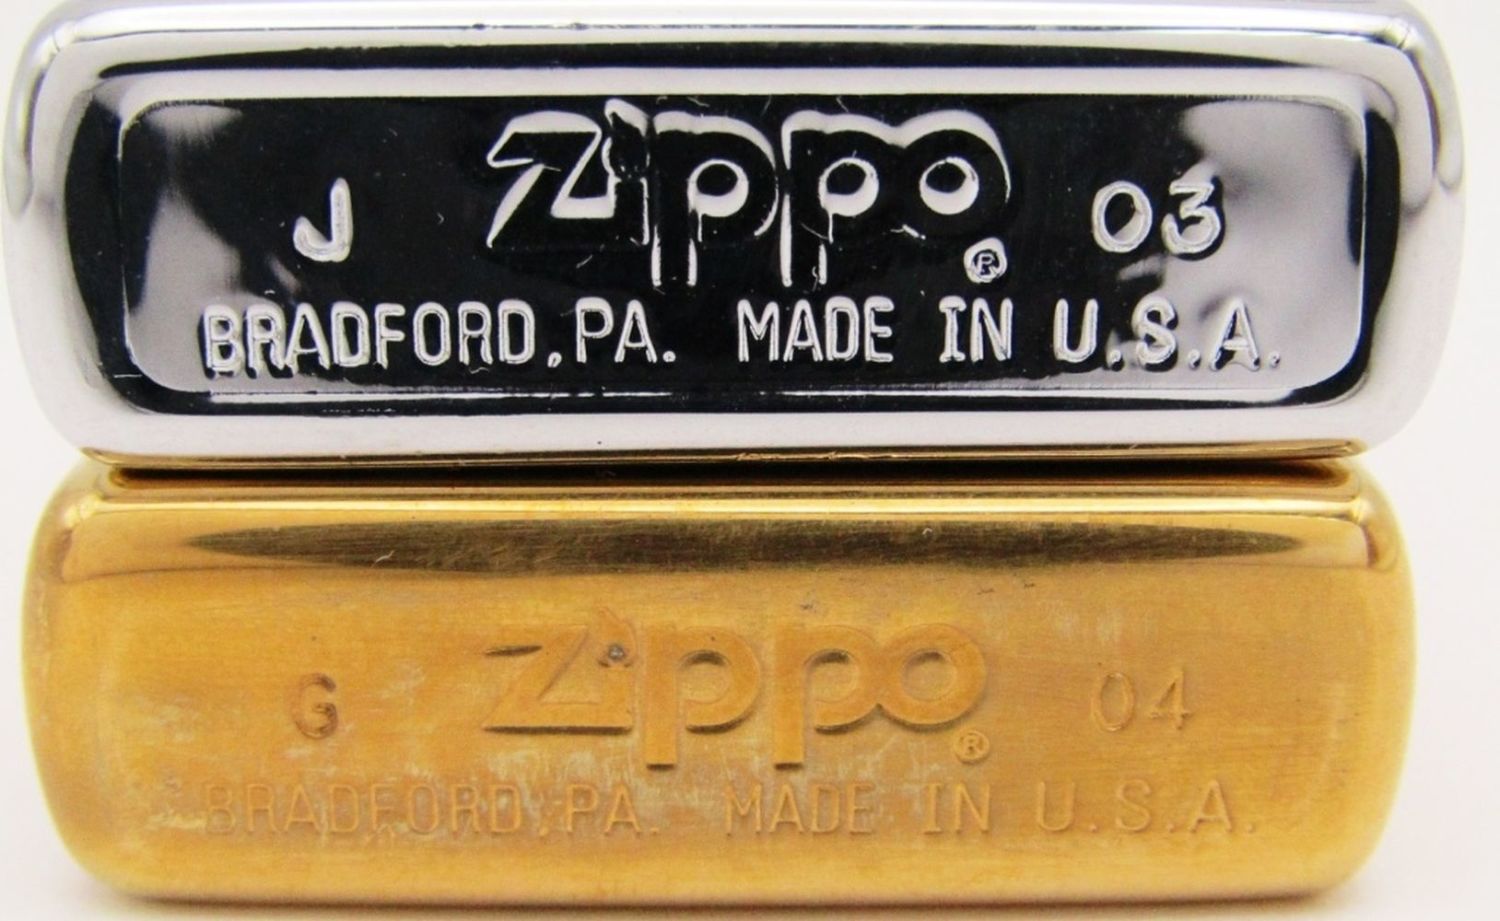 J Zippo ® 03
BRADFORD, PA. MADE IN U.S.A.
G Zippo ® 04
BRADFORD, PA. MADE IN U.S.A.